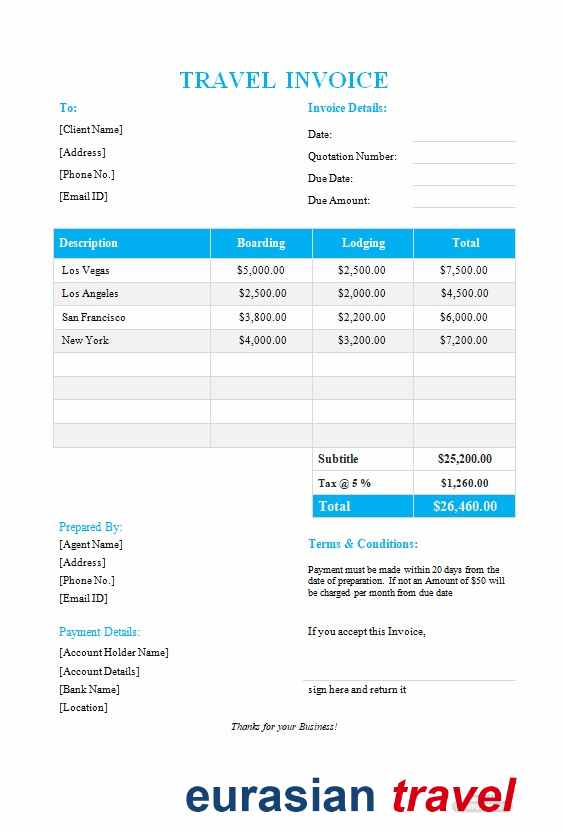 TRAVEL INVOICE
To:
[Client Name]
[Address]
[Phone No.]
[Email ID]
Invoice Details:
Date:
Quotation Number:
Due Date:
Due Amount:
Description Boarding Lodging Total
Los Vegas $5,000.00 $2,500.00 $7,500.00
Los Angeles $2,500.00 $2,000.00 $4,500.00
San Francisco $3,800.00 $2,200.00 $6,000.00
New York $4,000.00 $3,200.00 $7,200.00
Subtitle $25,200.00
Tax @ 5 % $1,260.00
Total $26,460.00
Prepared By:
[Agent Name]
[Address]
[Phone No.]
[Email ID]
Terms & Conditions:
Payment must be made within 20 days from the
date of preparation. If not an Amount of $50 will
be charged per month from due date
Payment Details:
[Account Holder Name]
[Account Details]
[Bank Name]
[Location]
If you accept this Invoice,
sign here and return it
Thanks for your Business!
eurasian travel